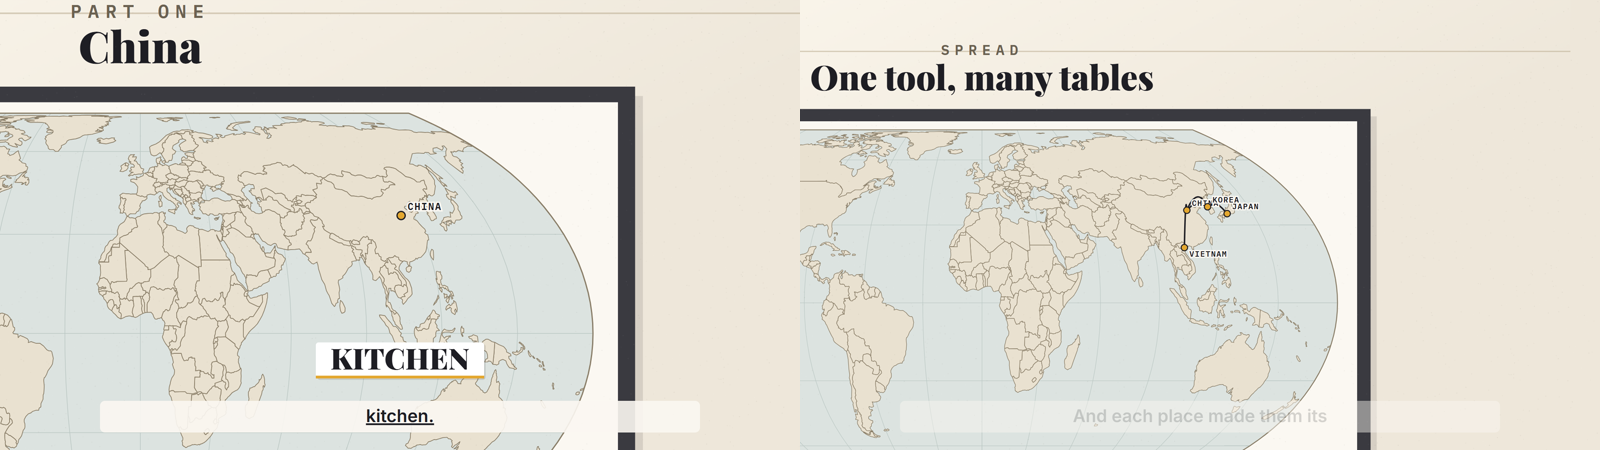 PART ONE
China
CHINA
KITCHEN
kitchen.
SPREAD
One tool, many tables
KOREA
JAPAN
VIETNAM
And each place made them its